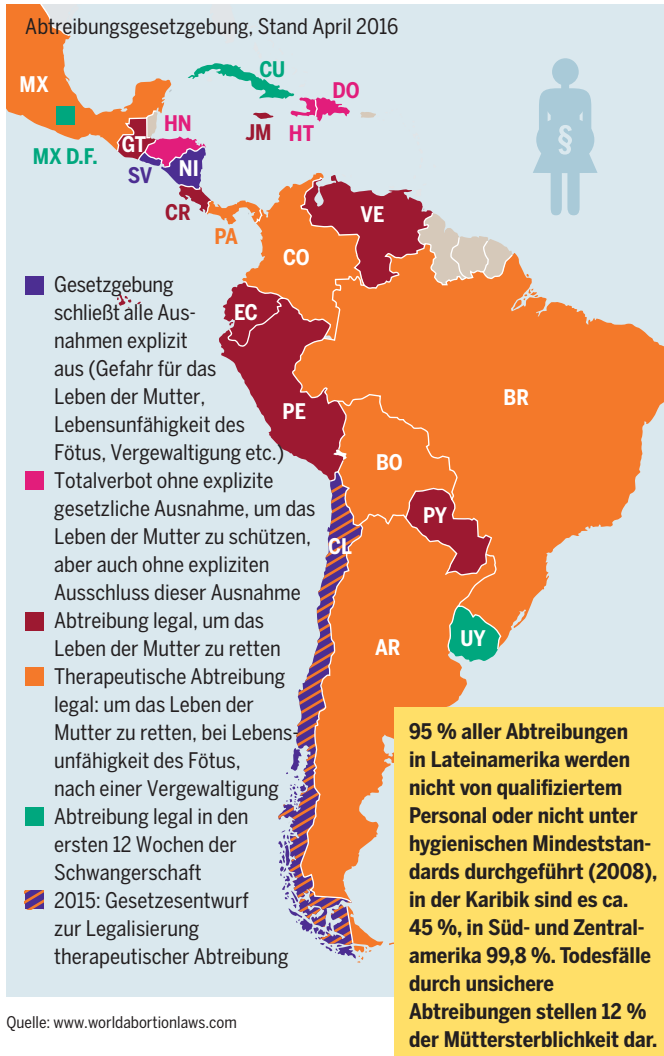 Abtreibungsgesetzgebung, Stand April 2016
MX
CU
DO
HN
JM
HT
GT
MX D.F.
SV
NI
§
CR
PA
VE
CO
EC
PE
BR
BO
PY
CL
UY
AR
Gesetzgebung
schließt alle Aus-
nahmen explizit
aus (Gefahr für das
Leben der Mutter,
Lebensunfähigkeit des
Fötus, Vergewaltigung etc.)
Totalverbot ohne explizite
gesetzliche Ausnahme, um das
Leben der Mutter zu schützen,
aber auch ohne expliziten
Ausschluss dieser Ausnahme
Abtreibung legal, um das
Leben der Mutter zu retten
Therapeutische Abtreibung
legal: um das Leben der
Mutter zu retten, bei Lebens-
unfähigkeit des Fötus,
nach einer Vergewaltigung
Abtreibung legal in den
ersten 12 Wochen der
Schwangerschaft
2015: Gesetzesentwurf
zur Legalisierung
therapeutischer Abtreibung
95 % aller Abtreibungen
in Lateinamerika werden
nicht von qualifiziertem
Personal oder nicht unter
hygienischen Mindeststan-
dards durchgeführt (2008),
in der Karibik sind es ca.
45 %, in Süd- und Zentral-
amerika 99,8 %. Todesfälle
durch unsichere
Abtreibungen stellen 12 %
der Müttersterblichkeit dar.
Quelle: www.worldabortionlaws.com